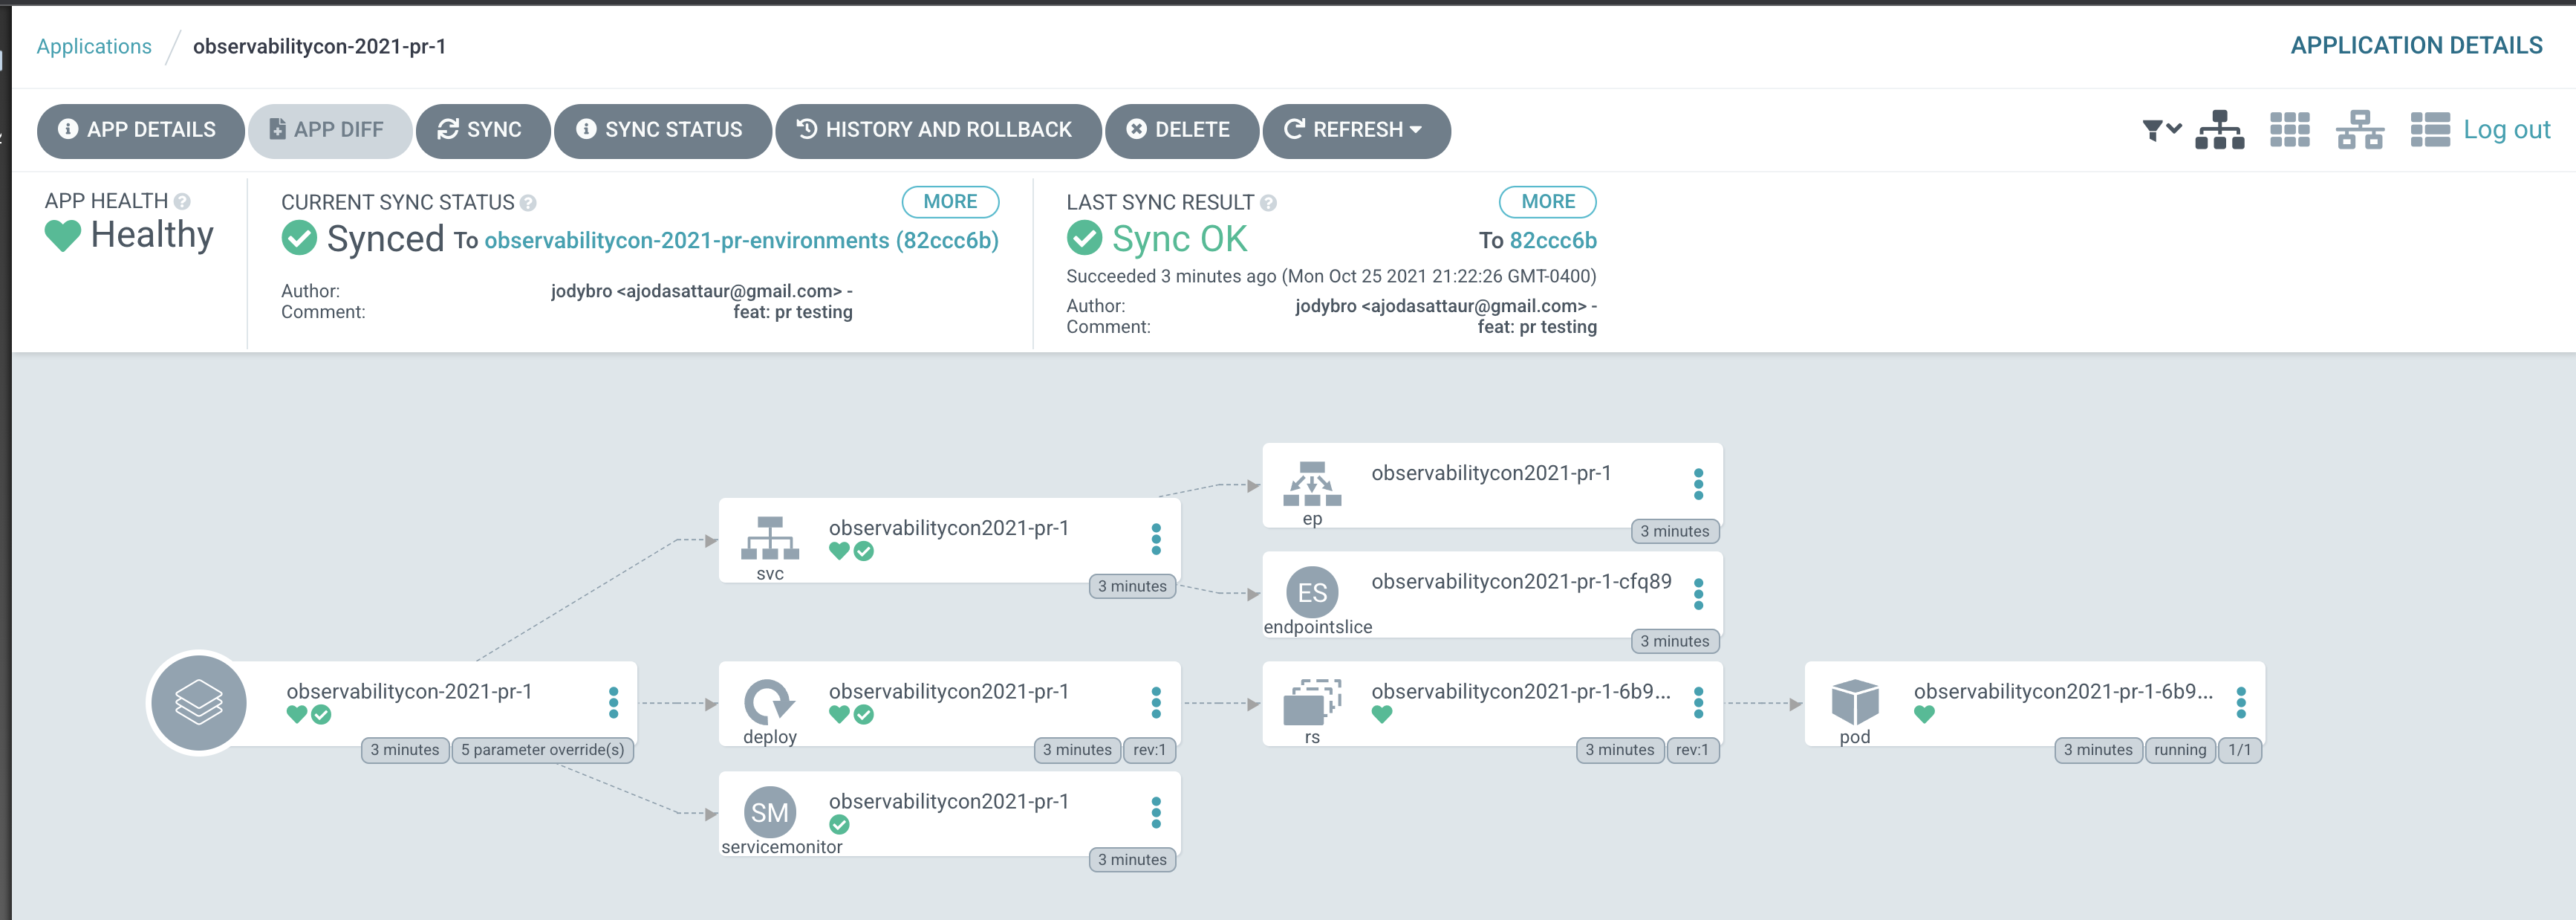 Applications / observabilitycon-2021-pr-1
APPLICATION DETAILS
APP DETAILS
APP DIFF
SYNC
SYNC STATUS
HISTORY AND ROLLBACK
DELETE
REFRESH
Log out
APP HEALTH
Healthy
CURRENT SYNC STATUS
MORE
Synced To observabilitycon-2021-pr-environments (82ccc6b)
Author: jodybro <ajodasattaur@gmail.com> -
Comment: feat: pr testing
LAST SYNC RESULT
MORE
Sync OK To 82ccc6b
Succeeded 3 minutes ago (Mon Oct 25 2021 21:22:26 GMT-0400)
Author: jodybro <ajodasattaur@gmail.com> -
Comment: feat: pr testing
observabilitycon-2021-pr-1
3 minutes
5 parameter override(s)
svc
observabilitycon2021-pr-1
3 minutes
deploy
observabilitycon2021-pr-1
3 minutes
rev:1
SM
servicemonitor
observabilitycon2021-pr-1
3 minutes
ep
observabilitycon2021-pr-1
3 minutes
ES
endpointslice
observabilitycon2021-pr-1-cfq89
3 minutes
rs
observabilitycon2021-pr-1-6b9...
3 minutes
rev:1
pod
observabilitycon2021-pr-1-6b9...
3 minutes
running
1/1